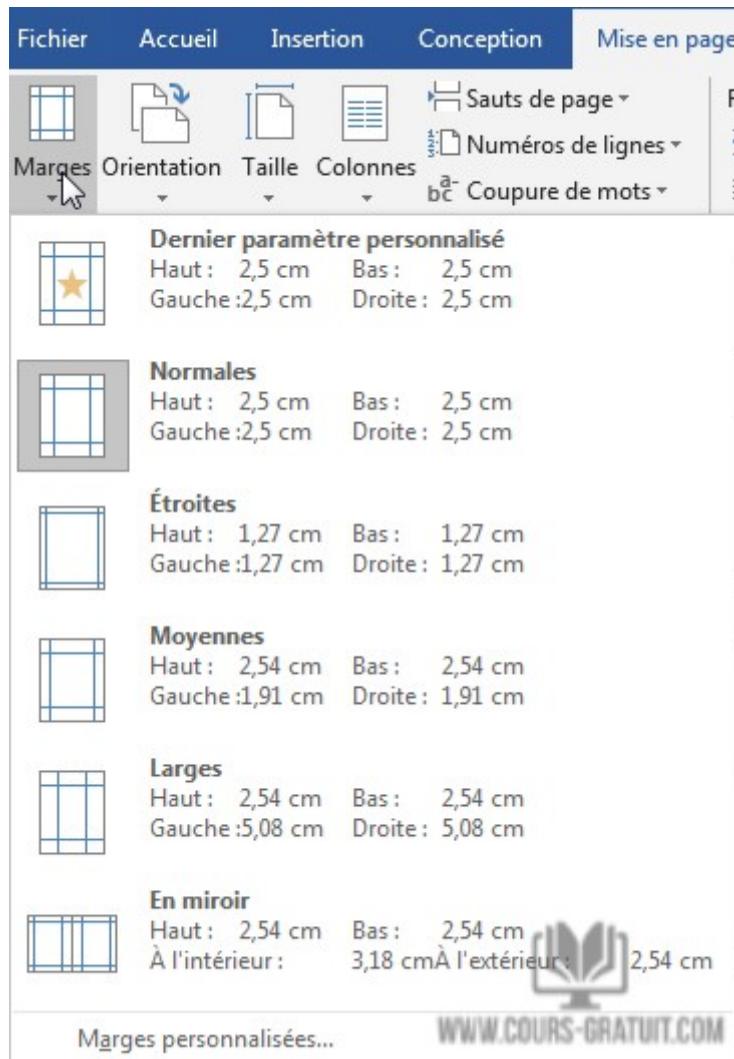 Fichier Accueil Insertion Conception Mise en page
Marges Orientation Taille Colonnes
Sauts de page
Numéros de lignes
Coupure de mots
Dernier paramètre personnalisé
Haut : 2,5 cm Bas : 2,5 cm
Gauche :2,5 cm Droite : 2,5 cm
Normales
Haut : 2,5 cm Bas : 2,5 cm
Gauche :2,5 cm Droite : 2,5 cm
Étroites
Haut : 1,27 cm Bas : 1,27 cm
Gauche :1,27 cm Droite : 1,27 cm
Moyennes
Haut : 2,54 cm Bas : 2,54 cm
Gauche :1,91 cm Droite : 1,91 cm
Larges
Haut : 2,54 cm Bas : 2,54 cm
Gauche :5,08 cm Droite : 5,08 cm
En miroir
Haut : 2,54 cm Bas : 2,54 cm
À l'intérieur : 3,18 cmÀ l'extérieur : 2,54 cm
Marges personnalisées...
WWW.COURS-GRATUIT.COM